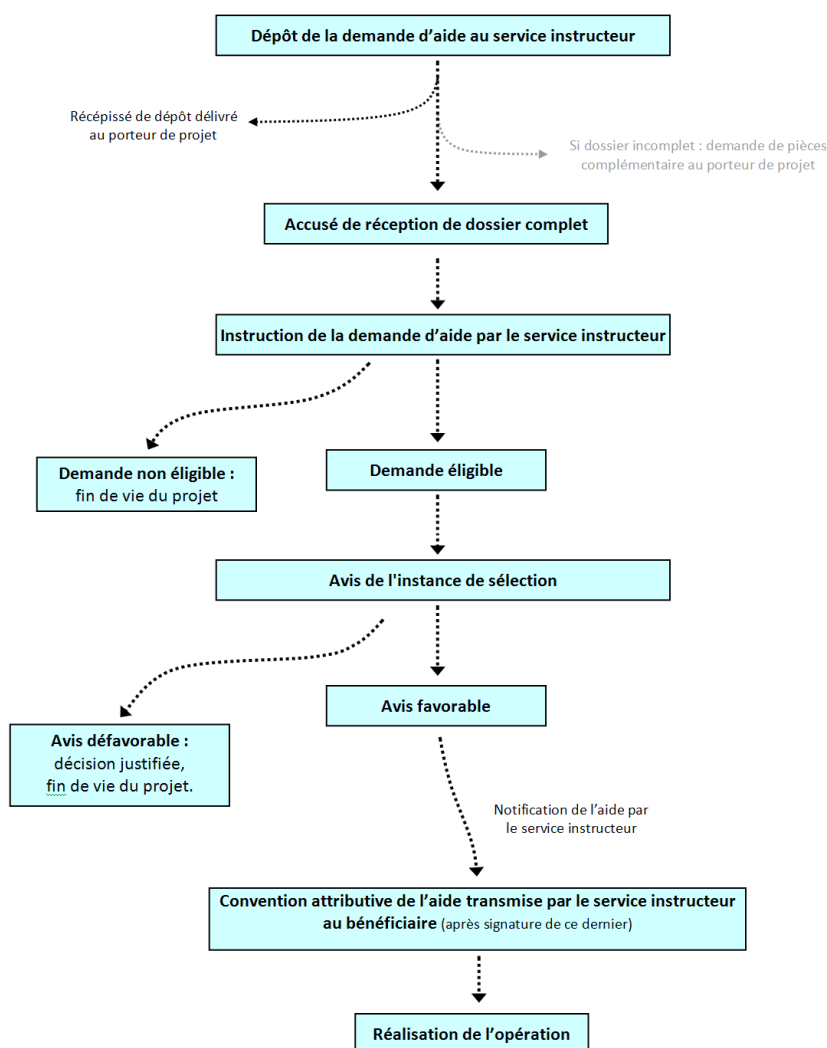 Dépôt de la demande d’aide au service instructeur
Récépissé de dépôt délivré
au porteur de projet
Si dossier incomplet : demande de pièces
complémentaire au porteur de projet
Accusé de réception de dossier complet
Instruction de la demande d’aide par le service instructeur
Demande non éligible :
fin de vie du projet
Demande éligible
Avis de l'instance de sélection
Avis favorable
Avis défavorable :
décision justifiée,
fin de vie du projet.
Notification de l’aide par
le service instructeur
Convention attributive de l’aide transmise par le service instructeur
au bénéficiaire (après signature de ce dernier)
Réalisation de l’opération